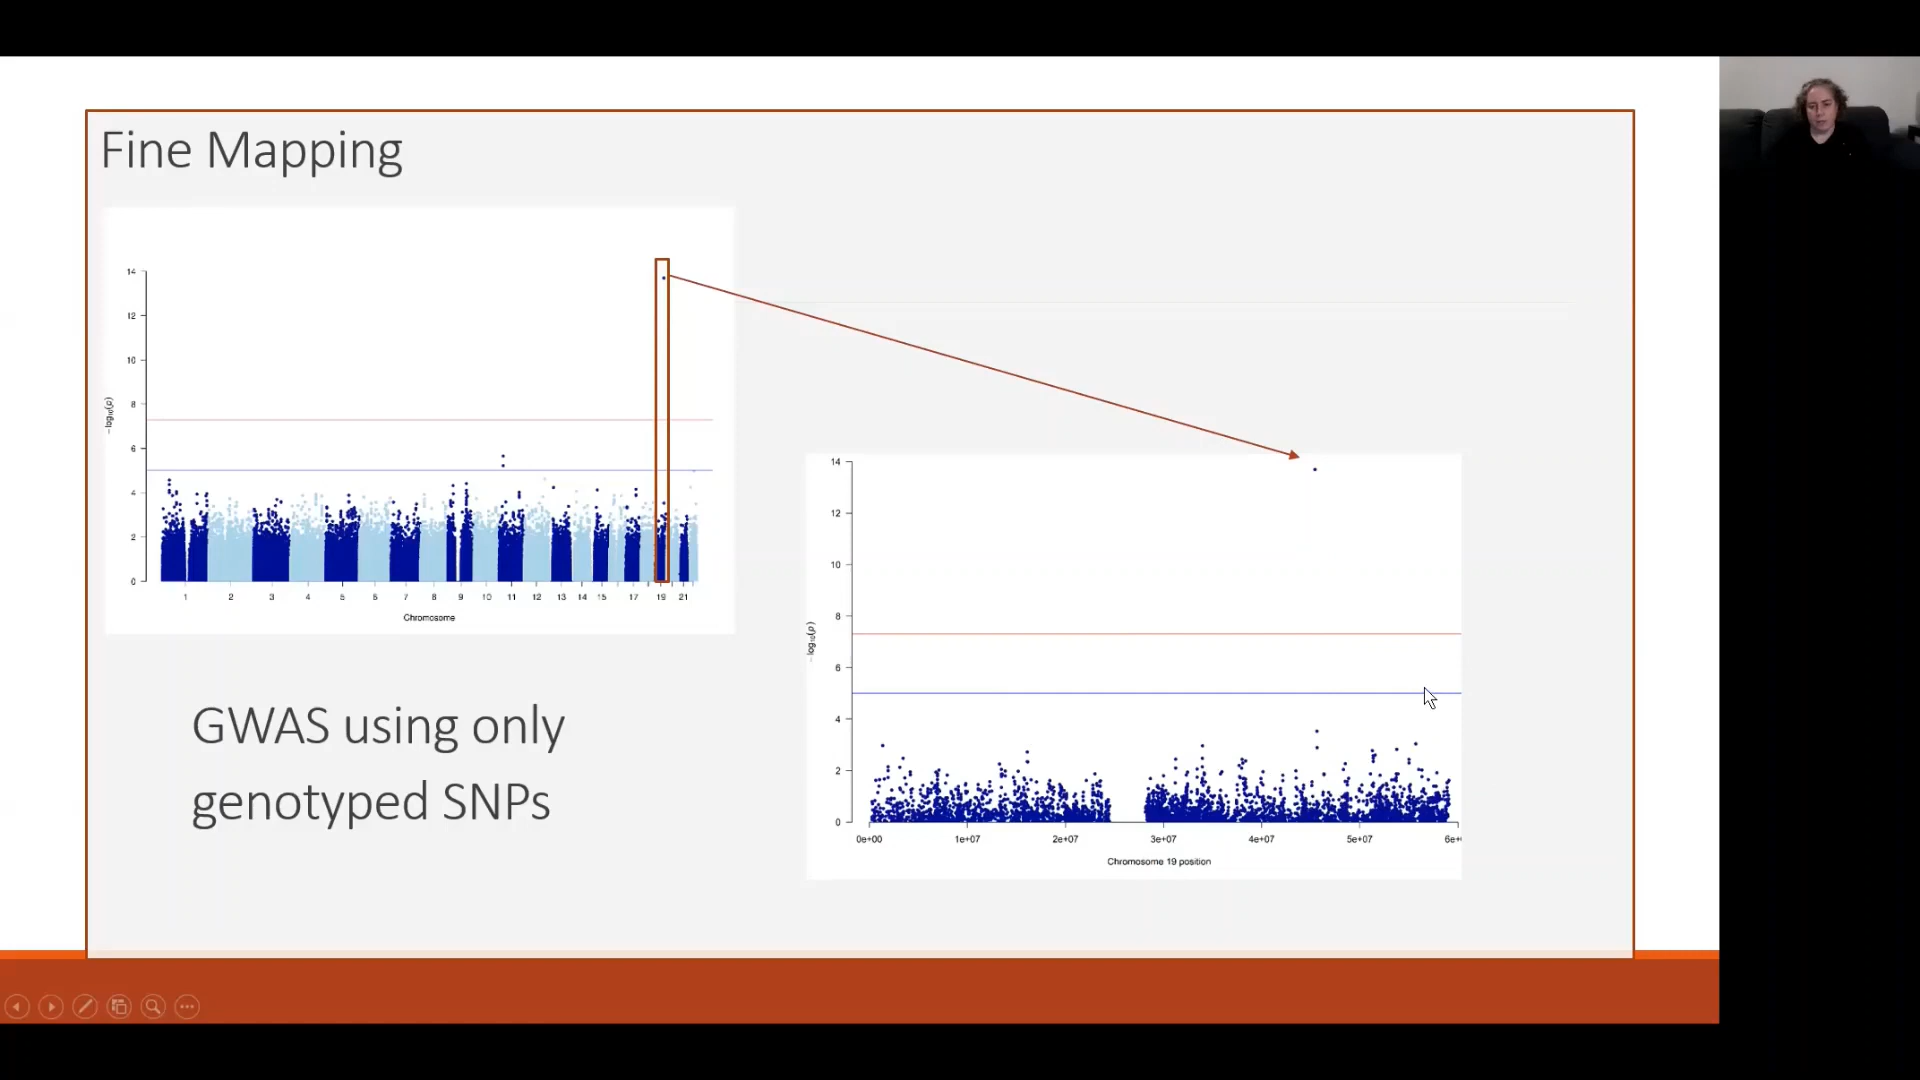 Fine Mapping
14
12
10
8
6
4
2
0
– log₁₀(p)
1 2 3 4 5 6 7 8 9 10 11 12 13 14 15 17 19 21
Chromosome
GWAS using only
genotyped SNPs
14
12
10
8
6
4
2
0
– log₁₀(p)
0e+00 1e+07 2e+07 3e+07 4e+07 5e+07
Chromosome 19 position